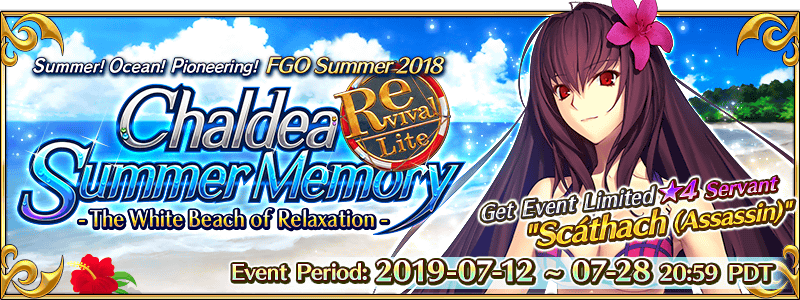 Summer! Ocean! Pioneering! FGO Summer 2018
Chaldea
Summer Memory
Revival
Lite
- The White Beach of Relaxation -
Get Event Limited ★4 Servant
"Scáthach (Assassin)"
Event Period: 2019-07-12 ~ 07-28 20:59 PDT